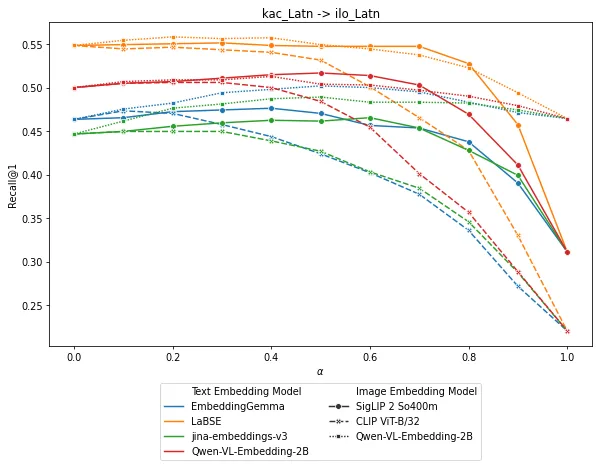 kac_Latn -> ilo_Latn
Recall@1
0.55
0.50
0.45
0.40
0.35
0.30
0.25
0.0 0.2 0.4 0.6 0.8 1.0
α
Text Embedding Model Image Embedding Model
EmbeddingGemma SigLIP 2 So400m
LaBSE CLIP ViT-B/32
jina-embeddings-v3 Qwen-VL-Embedding-2B
Qwen-VL-Embedding-2B